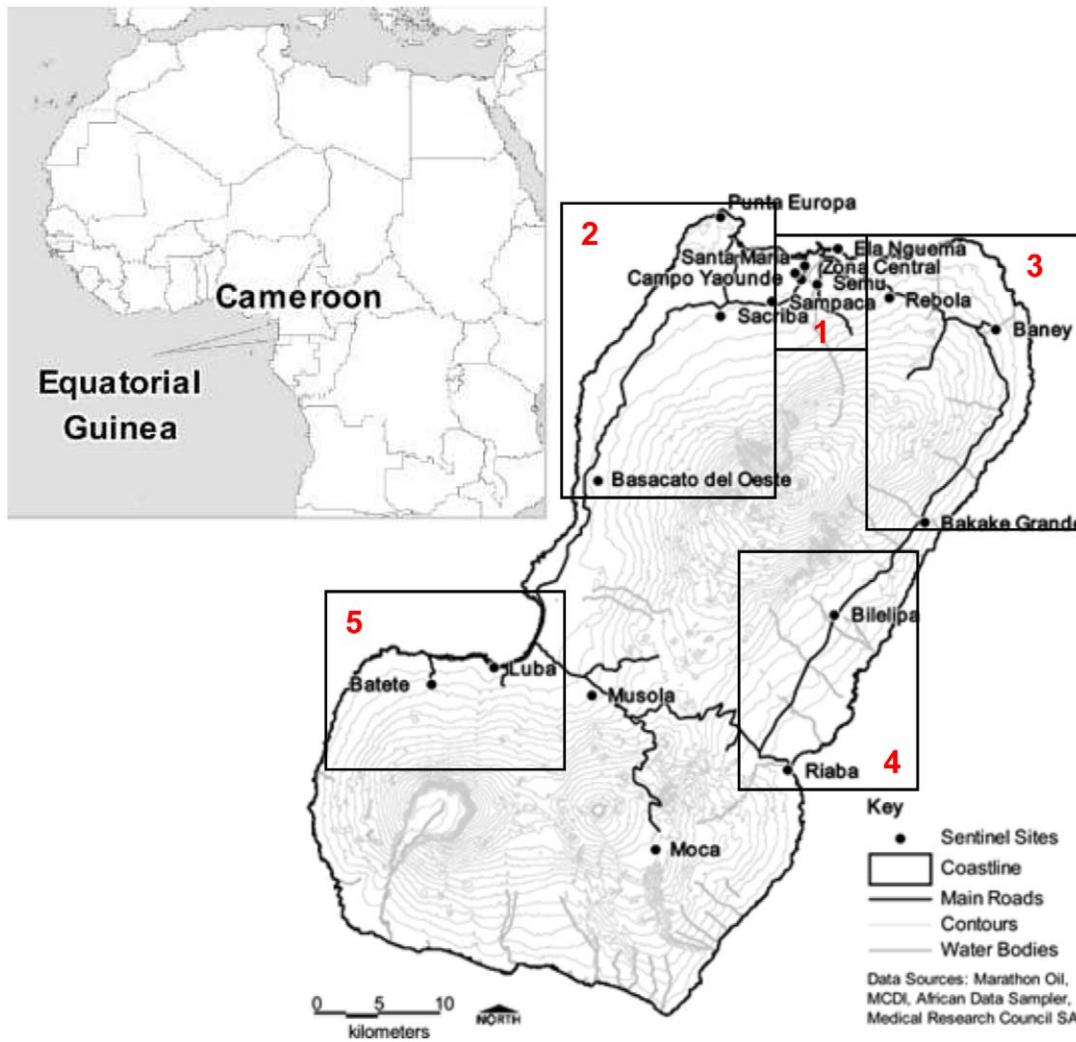 Cameroon
Equatorial
Guinea
Punta Europa
2
Ela Nguema
Santa Maria
Zona Central
3
Campo Yaounde
Semu
Sampaca
Rebola
Sacriba
1
Baney
Basacato del Oeste
Bakake Grande
5
Bilelipa
Luba
Batete
Musola
4
Riaba
Moca
Key
Sentinel Sites
Coastline
Main Roads
Contours
Water Bodies
Data Sources: Marathon Oil,
MCDI, African Data Sampler,
Medical Research Council SA
0 5 10
kilometers
NORTH